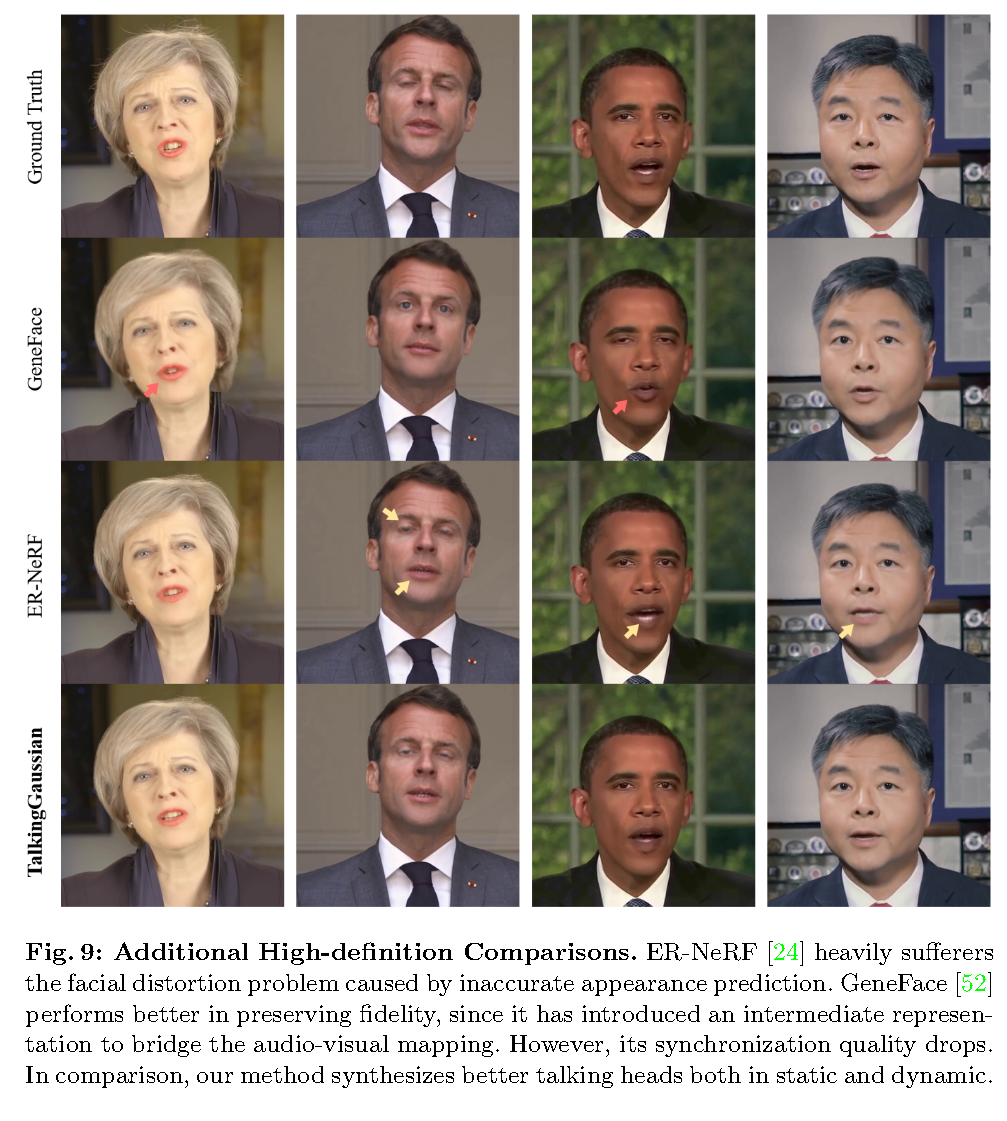 Ground Truth
GeneFace
ER-NeRF
TalkingGaussian
Fig. 9: Additional High-definition Comparisons. ER-NeRF [24] heavily sufferers
the facial distortion problem caused by inaccurate appearance prediction. GeneFace [52]
performs better in preserving fidelity, since it has introduced an intermediate represen-
tation to bridge the audio-visual mapping. However, its synchronization quality drops.
In comparison, our method synthesizes better talking heads both in static and dynamic.